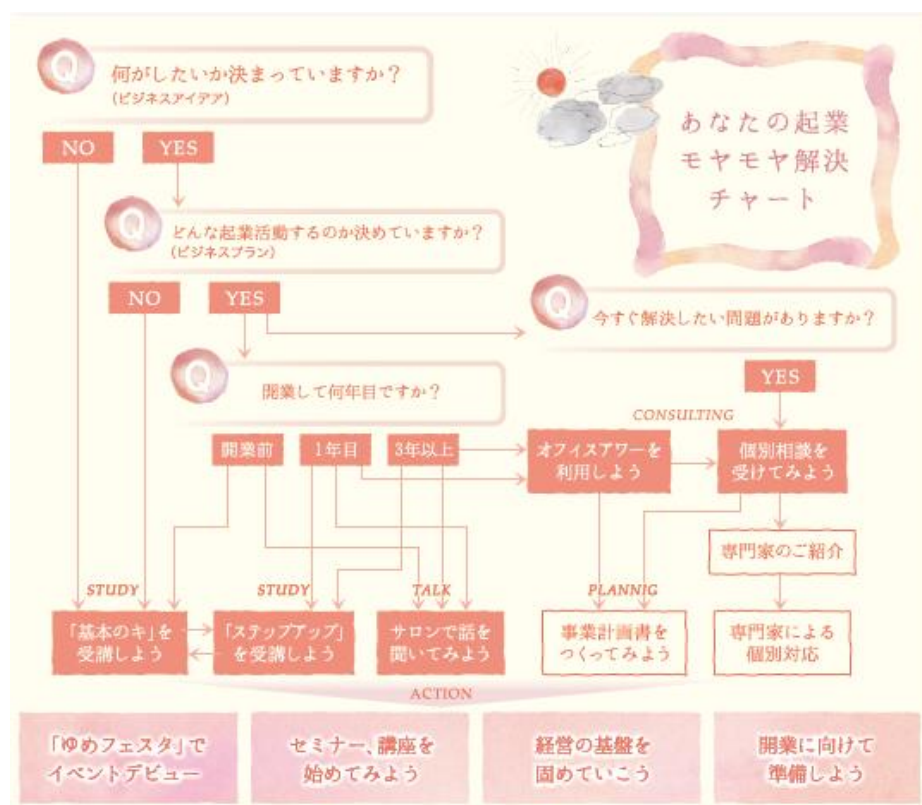 Q
何がしたいか決まっていますか？
（ビジネスアイデア）
あなたの起業
モヤモヤ解決
チャート
NO
YES
Q
どんな起業活動するのか決めていますか？
（ビジネスプラン）
NO
YES
Q
今すぐ解決したい問題がありますか？
Q
開業して何年目ですか？
YES
CONSULTING
開業前
1年目
3年以上
オフィスアワーを
利用しよう
個別相談を
受けてみよう
専門家のご紹介
STUDY
STUDY
TALK
PLANNIG
「基本のキ」を
受講しよう
「ステップアップ」
を受講しよう
サロンで話を
聞いてみよう
事業計画書を
つくってみよう
専門家による
個別対応
ACTION
「ゆめフェスタ」で
イベントデビュー
セミナー、講座を
始めてみよう
経営の基盤を
固めていこう
開業に向けて
準備しよう